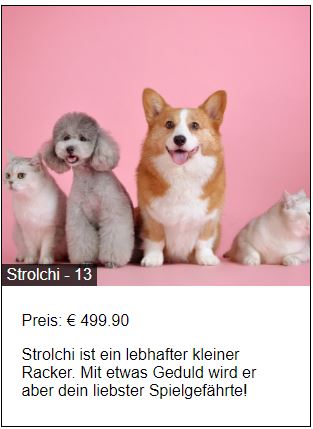 Strolchi - 13
Preis: € 499.90
Strolchi ist ein lebhafter kleiner
Racker. Mit etwas Geduld wird er
aber dein liebster Spielgefährte!